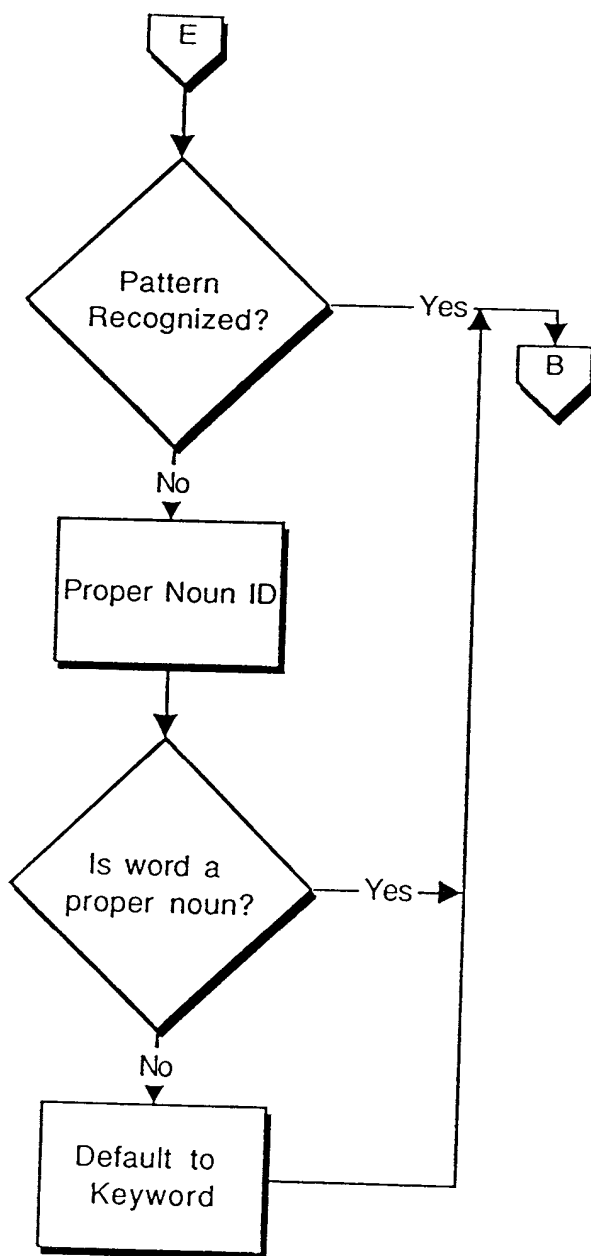 E
Pattern
Recognized?
Yes
B
No
Proper Noun ID
Is word a
proper noun?
Yes
No
Default to
Keyword